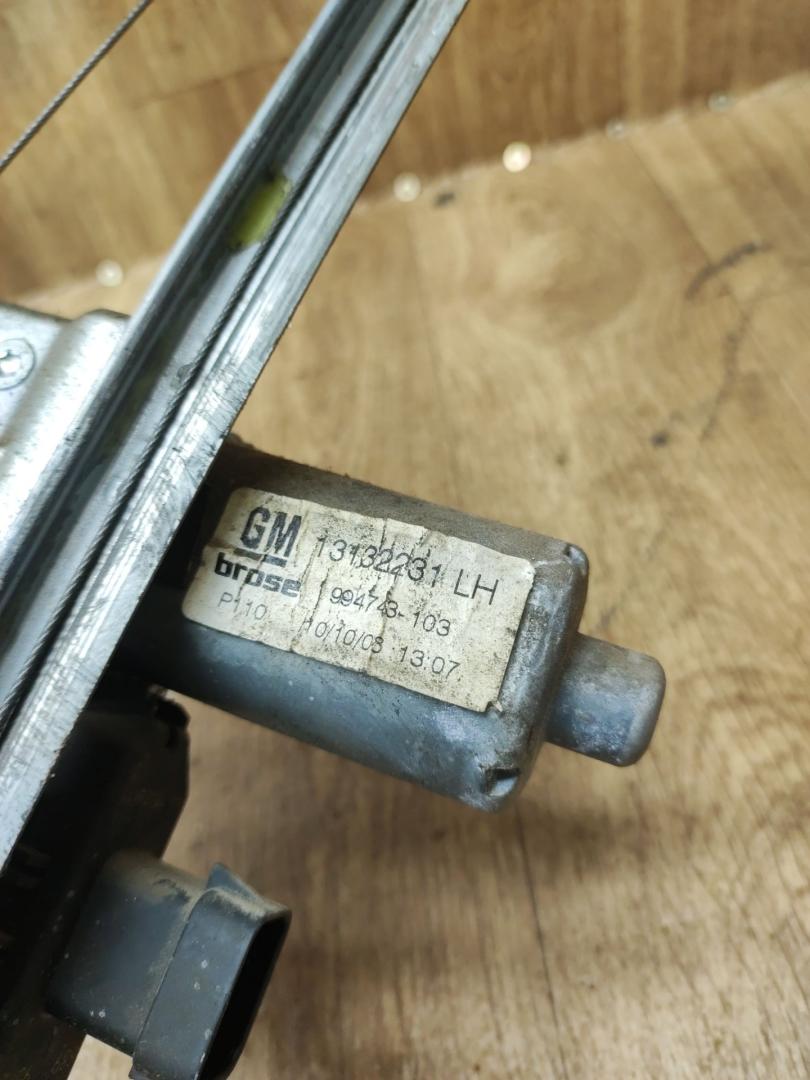 GM 13132231 LH
brose 994743-103
P110 10/10/08 13:07